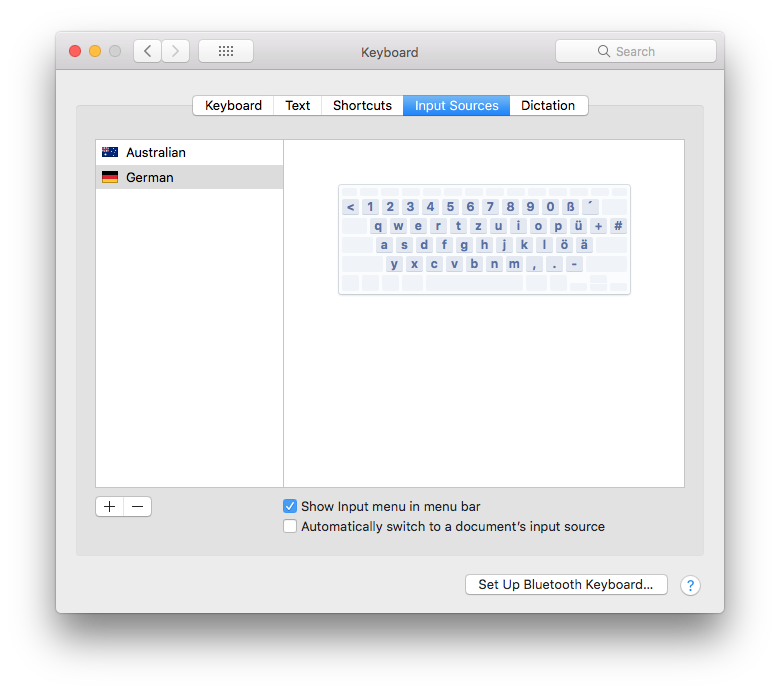 Keyboard
Search
Keyboard Text Shortcuts Input Sources Dictation
Australian
German
< 1 2 3 4 5 6 7 8 9 0 ß ´
q w e r t z u i o p ü + #
a s d f g h j k l ö ä
y x c v b n m , . -
+ −
Show Input menu in menu bar
Automatically switch to a document's input source
Set Up Bluetooth Keyboard... ?